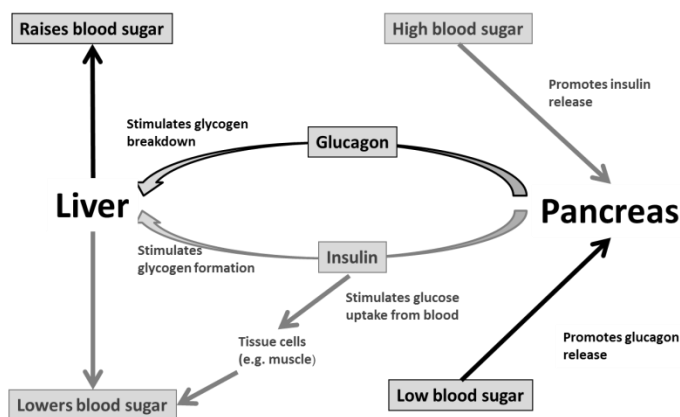 Raises blood sugar
High blood sugar
Promotes insulin
release
Stimulates glycogen
breakdown
Glucagon
Liver
Pancreas
Stimulates
glycogen formation
Insulin
Stimulates glucose
uptake from blood
Tissue cells
(e.g. muscle)
Promotes glucagon
release
Lowers blood sugar
Low blood sugar